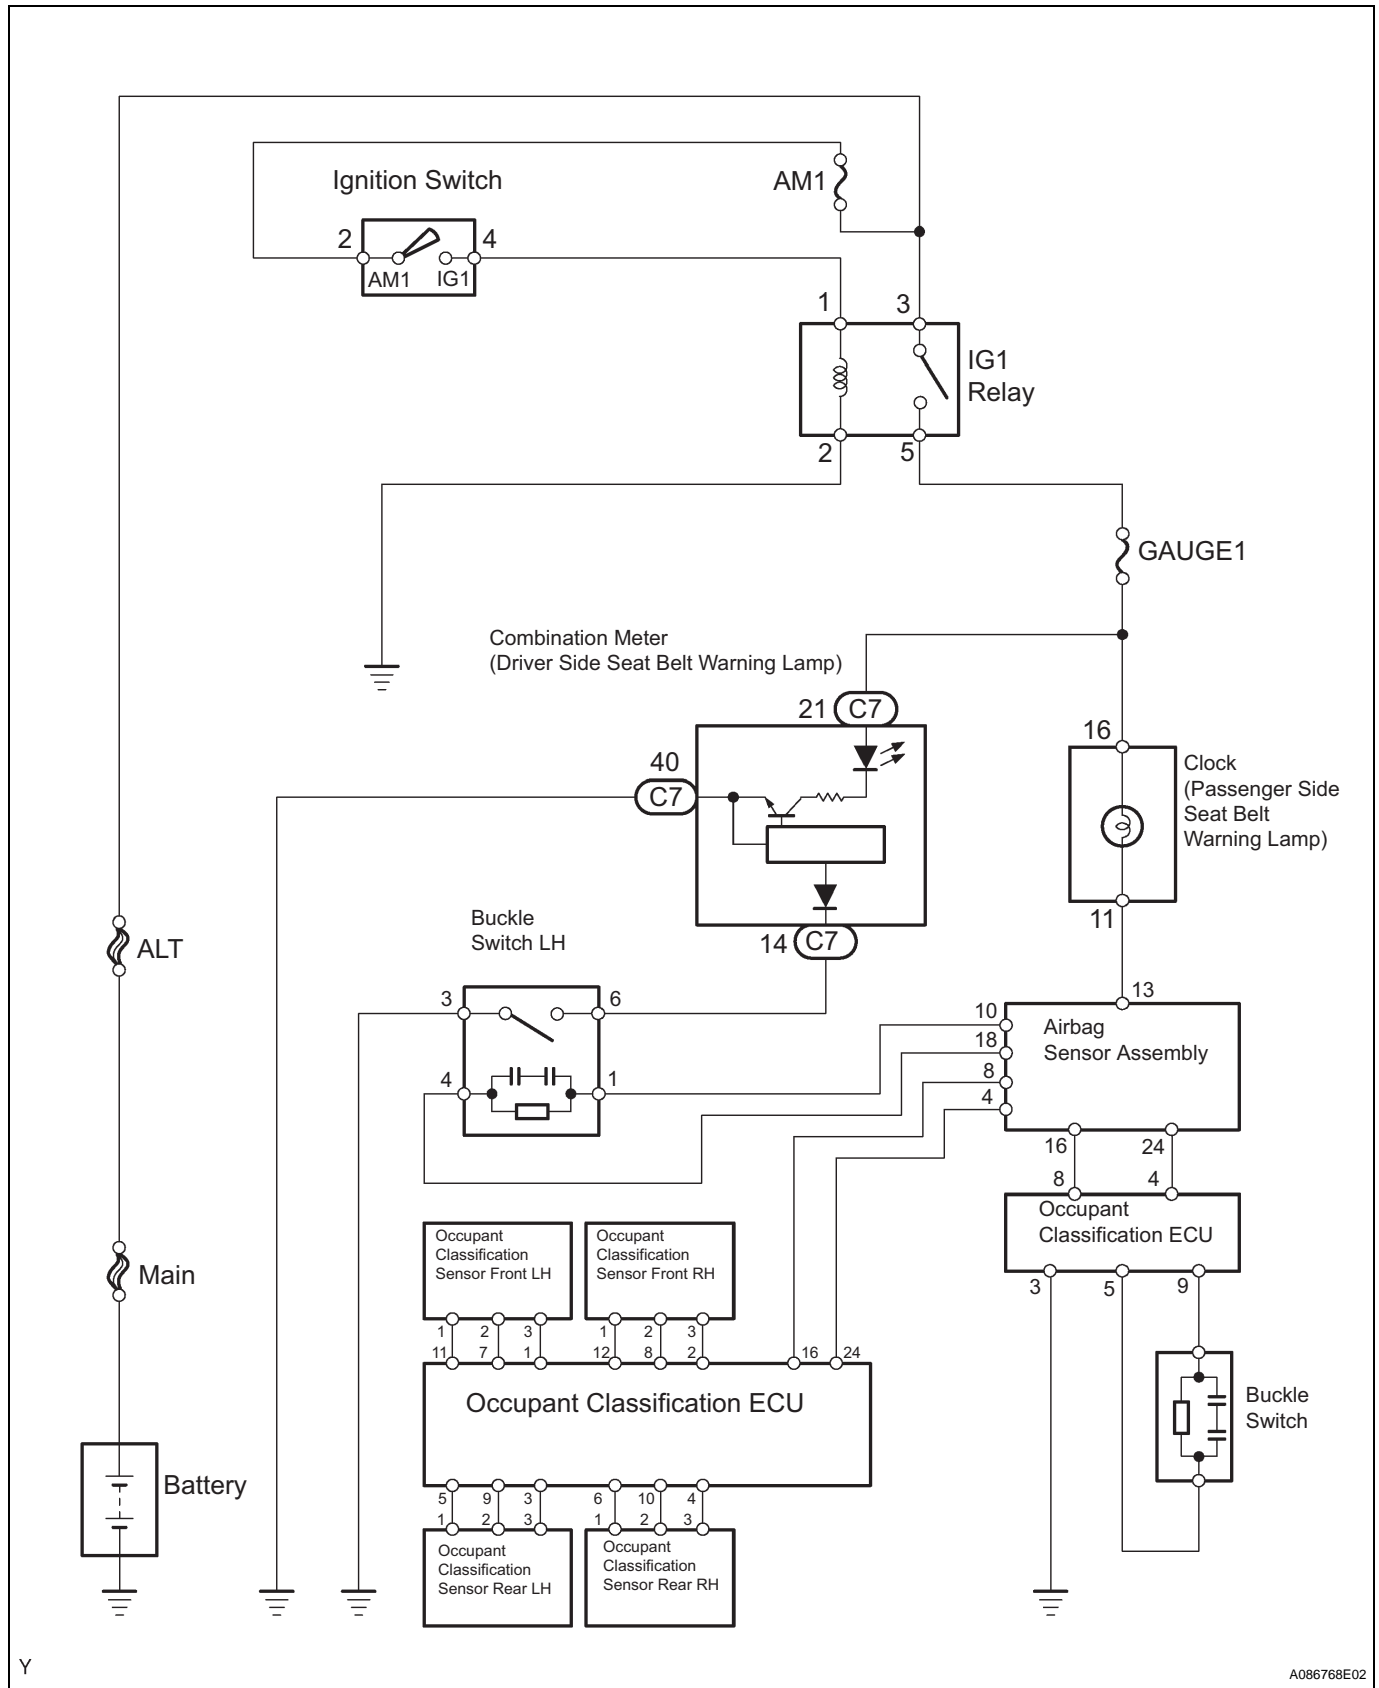 Ignition Switch
AM1
2
4
AM1
IG1
1
3
IG1
Relay
2
5
GAUGE1
Combination Meter
(Driver Side Seat Belt Warning Lamp)
21
C7
16
Clock
(Passenger Side
Seat Belt
Warning Lamp)
40
C7
11
Buckle
Switch LH
14
C7
ALT
3
6
13
10
Airbag
Sensor Assembly
18
8
4
4
1
16
24
8
4
Occupant
Classification ECU
3
5
9
Occupant
Classification
Sensor Front LH
Occupant
Classification
Sensor Front RH
Main
1
2
3
1
2
3
11
7
1
12
8
2
16
24
Occupant Classification ECU
Buckle
Switch
Battery
5
9
3
6
10
4
1
2
3
1
2
3
Occupant
Classification
Sensor Rear LH
Occupant
Classification
Sensor Rear RH
Y
A086768E02